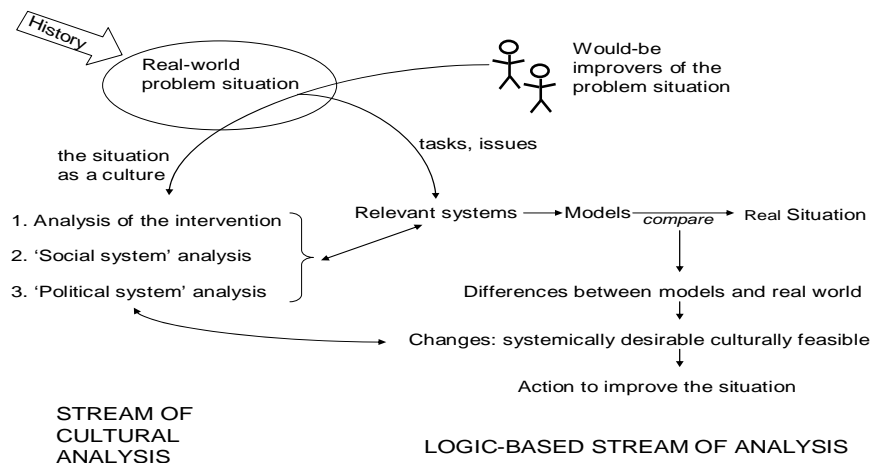 History
Real-world
problem situation
Would-be
improvers of the
problem situation
the situation
as a culture
tasks, issues
1. Analysis of the intervention
2. ‘Social system’ analysis
3. ‘Political system’ analysis
Relevant systems
Models
compare
Real Situation
Differences between models and real world
Changes: systemically desirable culturally feasible
Action to improve the situation
STREAM OF
CULTURAL
ANALYSIS
LOGIC-BASED STREAM OF ANALYSIS